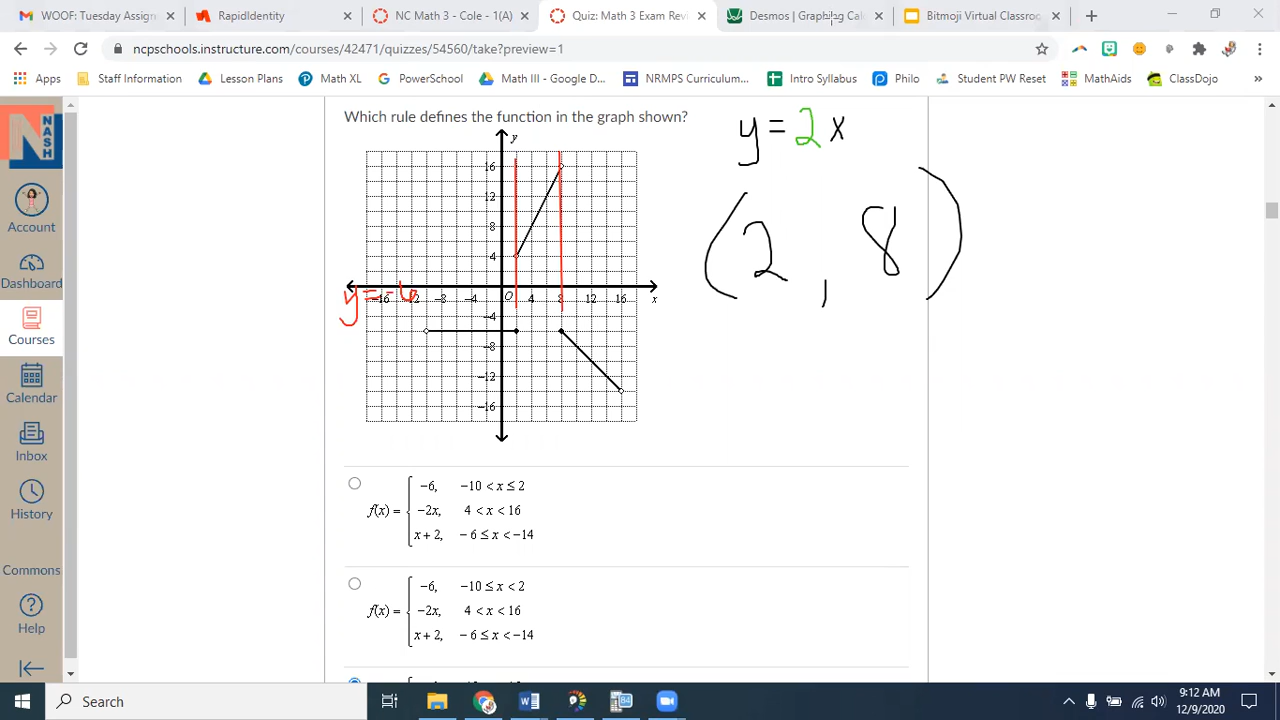 WOOF: Tuesday Assign
RapidIdentity
NC Math 3 - Cole - 1(A)
Quiz: Math 3 Exam Revi
Desmos | Graphing Calc
Bitmoji Virtual Classroo
ncpschools.instructure.com/courses/42471/quizzes/54560/take?preview=1
Apps
Staff Information
Lesson Plans
Math XL
PowerSchool
Math III - Google D...
NRMPS Curriculum...
Intro Syllabus
Philo
Student PW Reset
MathAids
ClassDojo
»
NASH
Account
Dashboard
Courses
Calendar
Inbox
History
Commons
Help
Which rule defines the function in the graph shown?
y = 2x
(2, 8)
y
16
12
8
4
-16 -12 -8 O 4 8 12 16 x
-4
-8
-12
-16
y = -6
f(x) = { −6, −10 < x ≤ 2
−2x, 4 < x < 16
x + 2, −6 ≤ x < −14
f(x) = { −6, −10 ≤ x < 2
−2x, 4 < x < 16
x + 2, −6 ≤ x < −14
Search
9:12 AM
12/9/2020